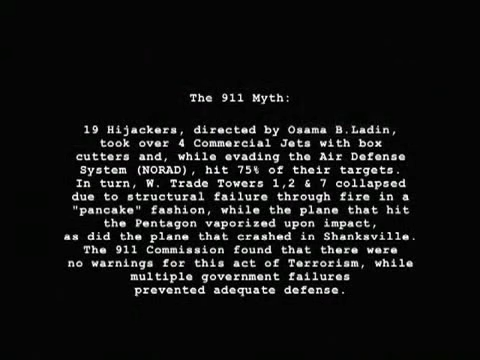 The 911 Myth:
19 Hijackers, directed by Osama B.Ladin,
took over 4 Commercial Jets with box
cutters and, while evading the Air Defense
System (NORAD), hit 75% of their targets.
In turn, W. Trade Towers 1,2 & 7 collapsed
due to structural failure through fire in a
"pancake" fashion, while the plane that hit
the Pentagon vaporized upon impact,
as did the plane that crashed in Shanksville.
The 911 Commission found that there were
no warnings for this act of Terrorism, while
multiple government failures
prevented adequate defense.